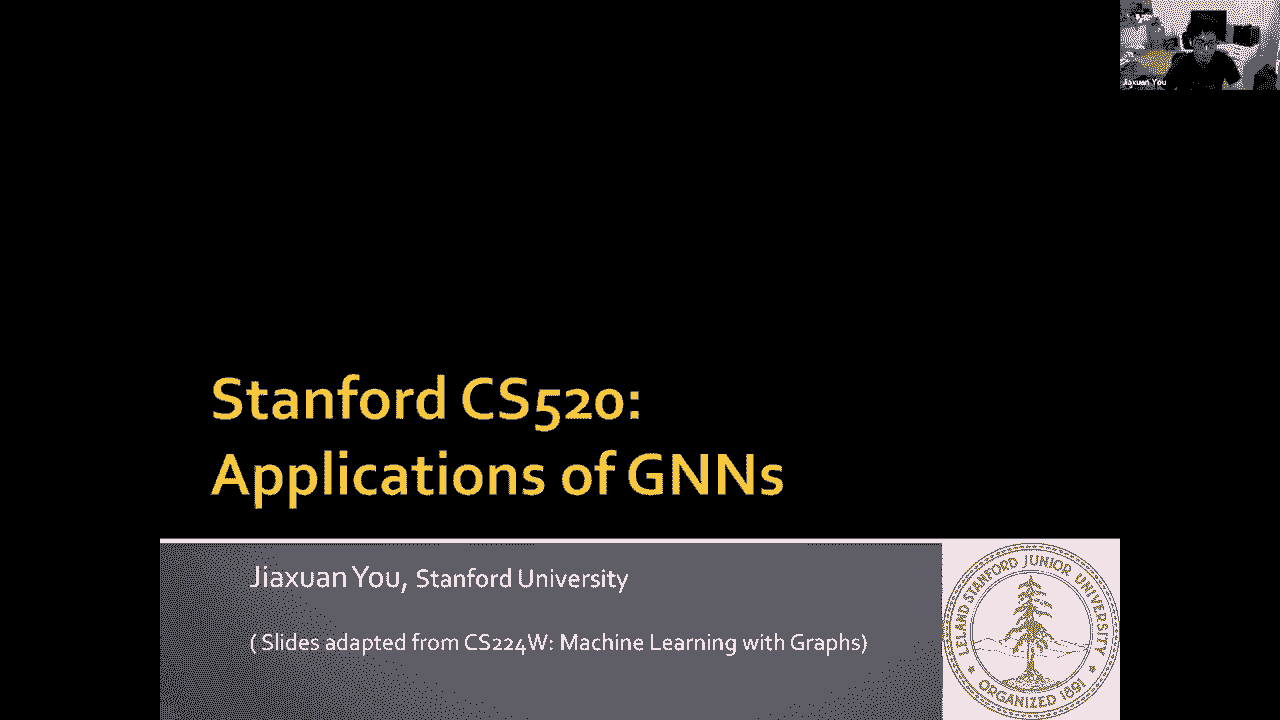 Jiaxuan You
Stanford CS520:
Applications of GNNs
Jiaxuan You, Stanford University
( Slides adapted from CS224W: Machine Learning with Graphs)
LELAND STANFORD JUNIOR UNIVERSITY
ORGANIZED 1891